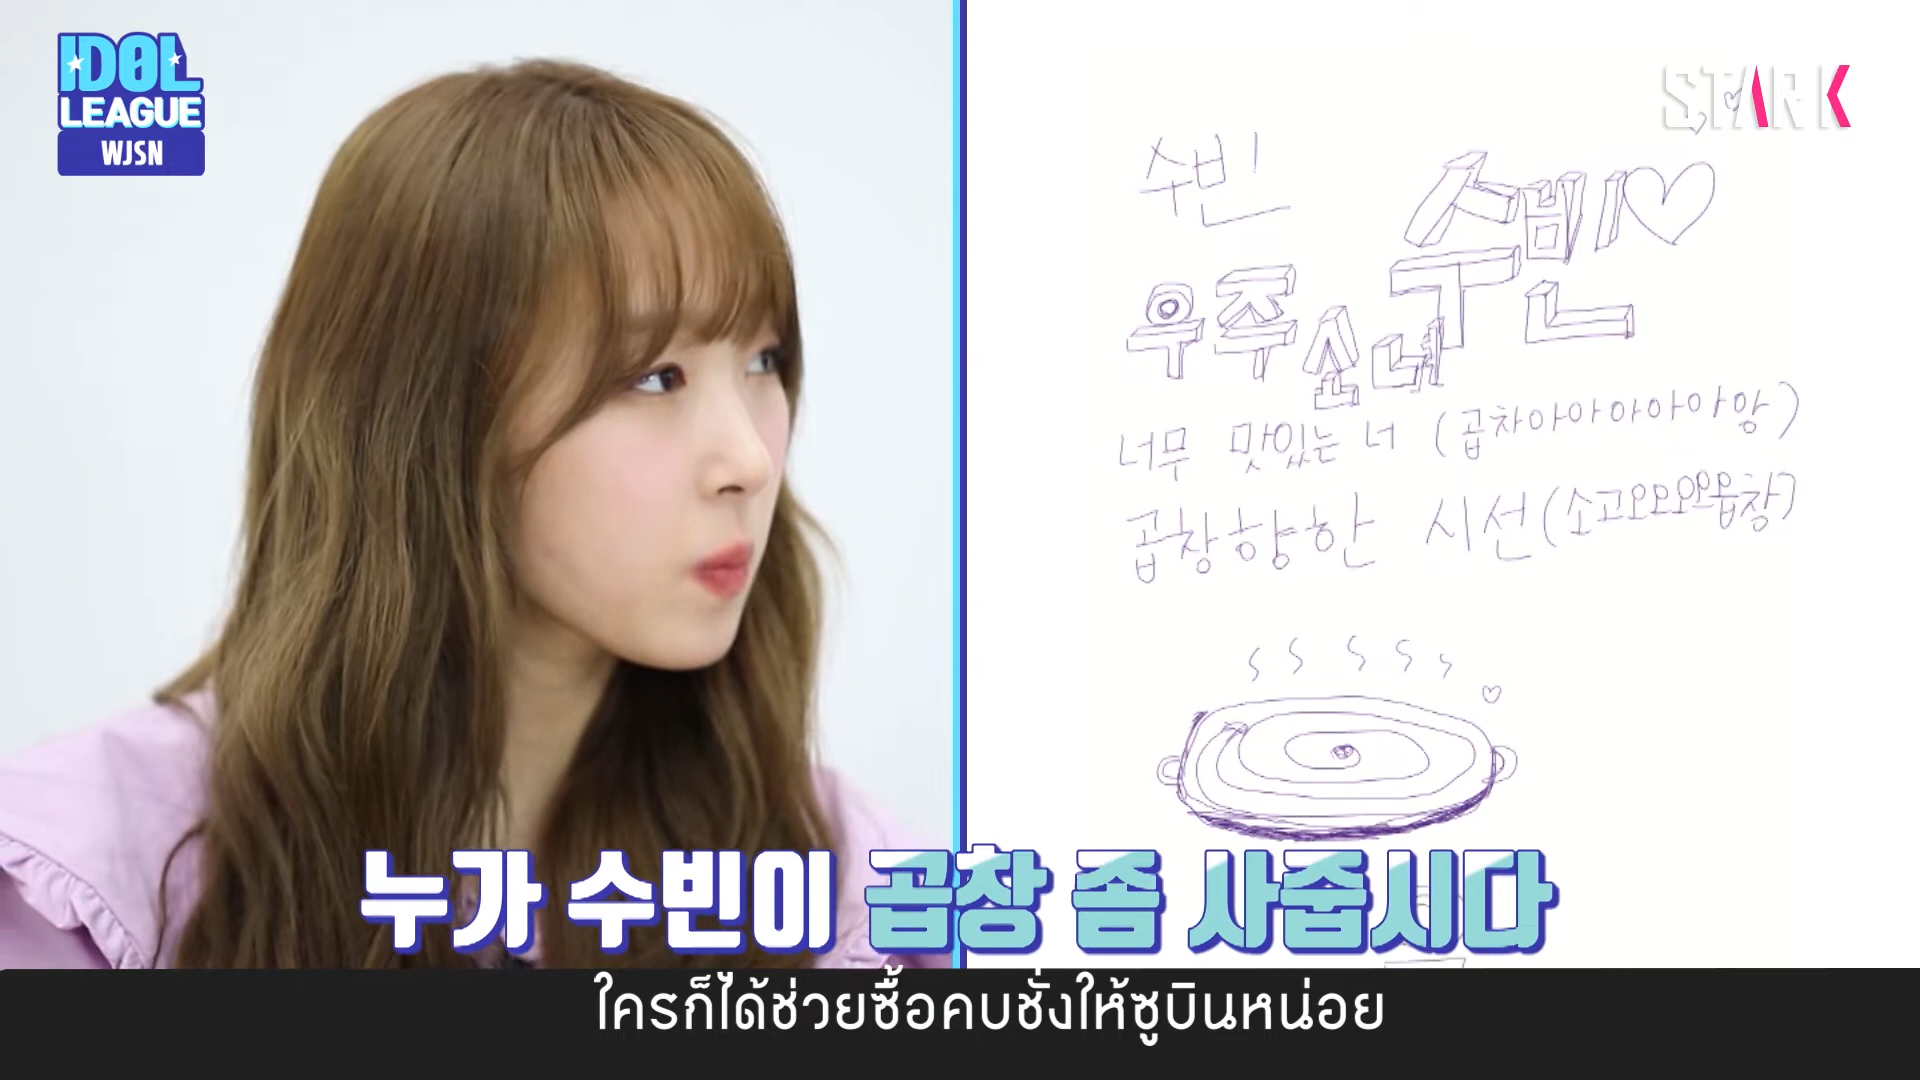 IDOL
LEAGUE
WJSN
STAR K
수빈
수빈
우주소녀
너무 맛있는 너 (곱차아아아아아앙)
곱창향한 시선 (소고오오오오옵창)
누가 수빈이 곱창 좀 사줍시다
ใครก็ได้ช่วยซื้อคบชั่งให้ซูบินหน่อย